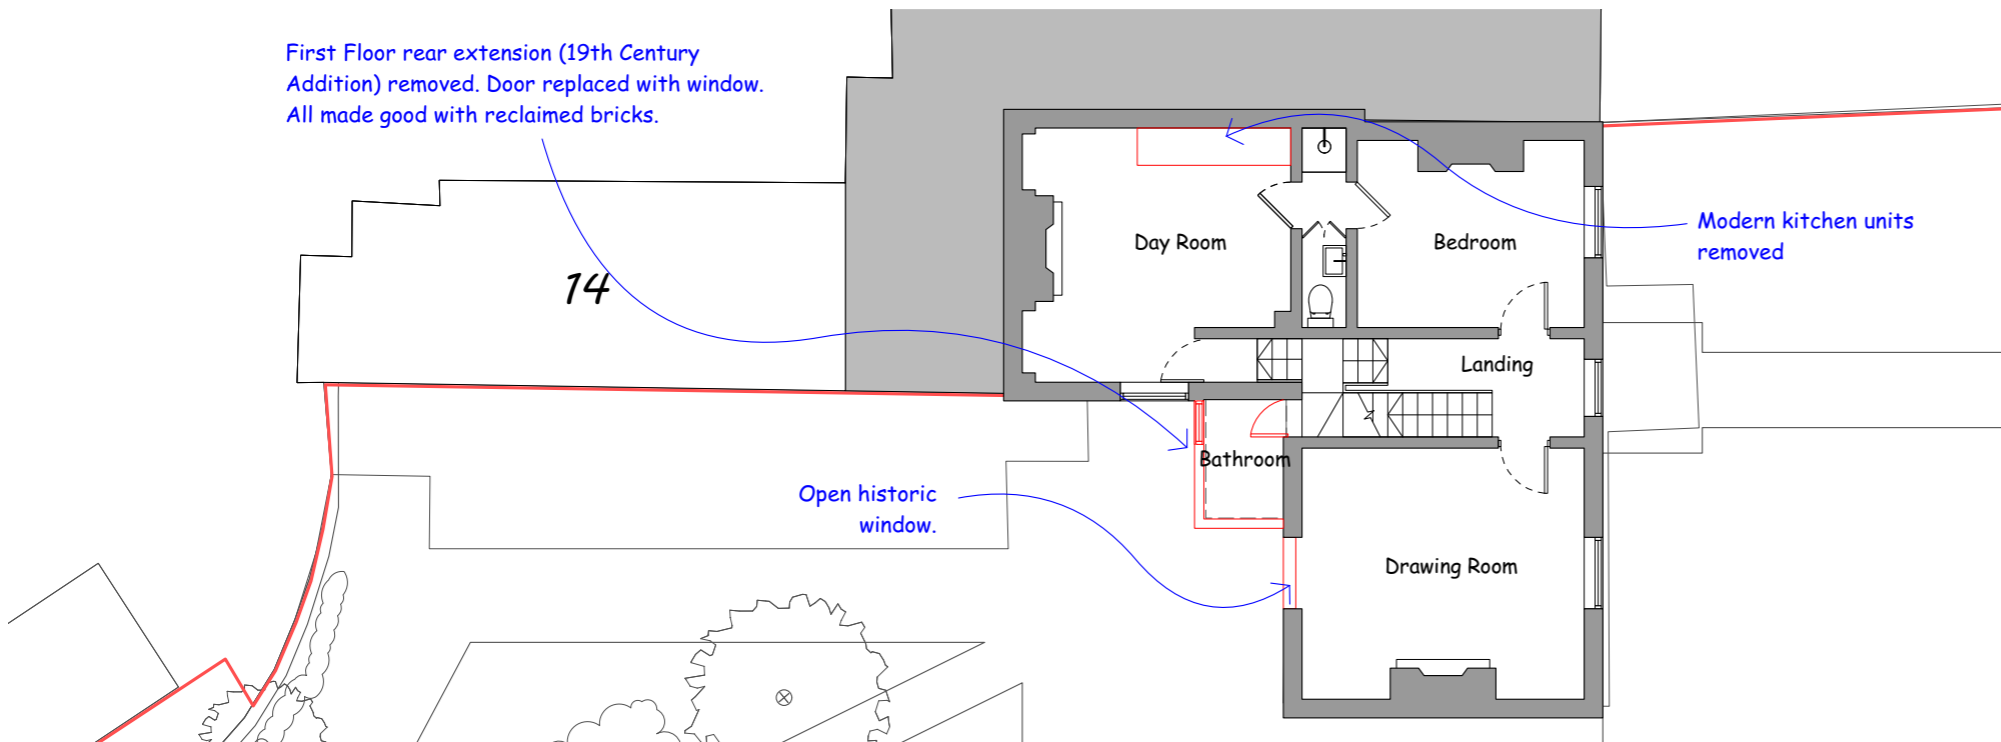 First Floor rear extension (19th Century
Addition) removed. Door replaced with window.
All made good with reclaimed bricks.
Modern kitchen units
removed
Day Room
Bedroom
14
Landing
Bathroom
Open historic
window.
Drawing Room